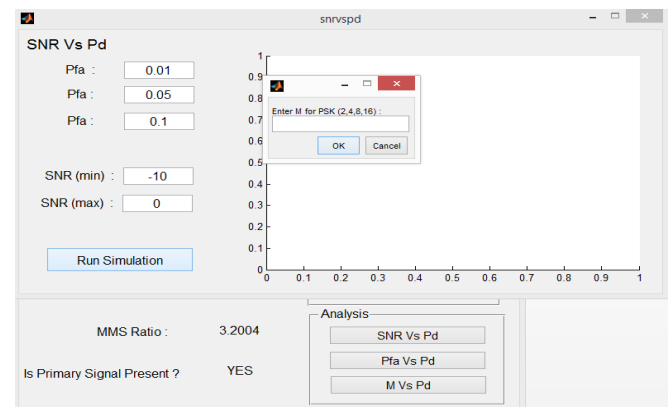 snrvspd
SNR Vs Pd
Pfa : 0.01
Pfa : 0.05
Pfa : 0.1
SNR (min) : -10
SNR (max) : 0
Run Simulation
1
0.9
0.8
0.7
0.6
0.5
0.4
0.3
0.2
0.1
0
0 0.1 0.2 0.3 0.4 0.5 0.6 0.7 0.8 0.9 1
Enter M for PSK (2,4,8,16) :
OK Cancel
MMS Ratio : 3.2004
Is Primary Signal Present ? YES
Analysis
SNR Vs Pd
Pfa Vs Pd
M Vs Pd